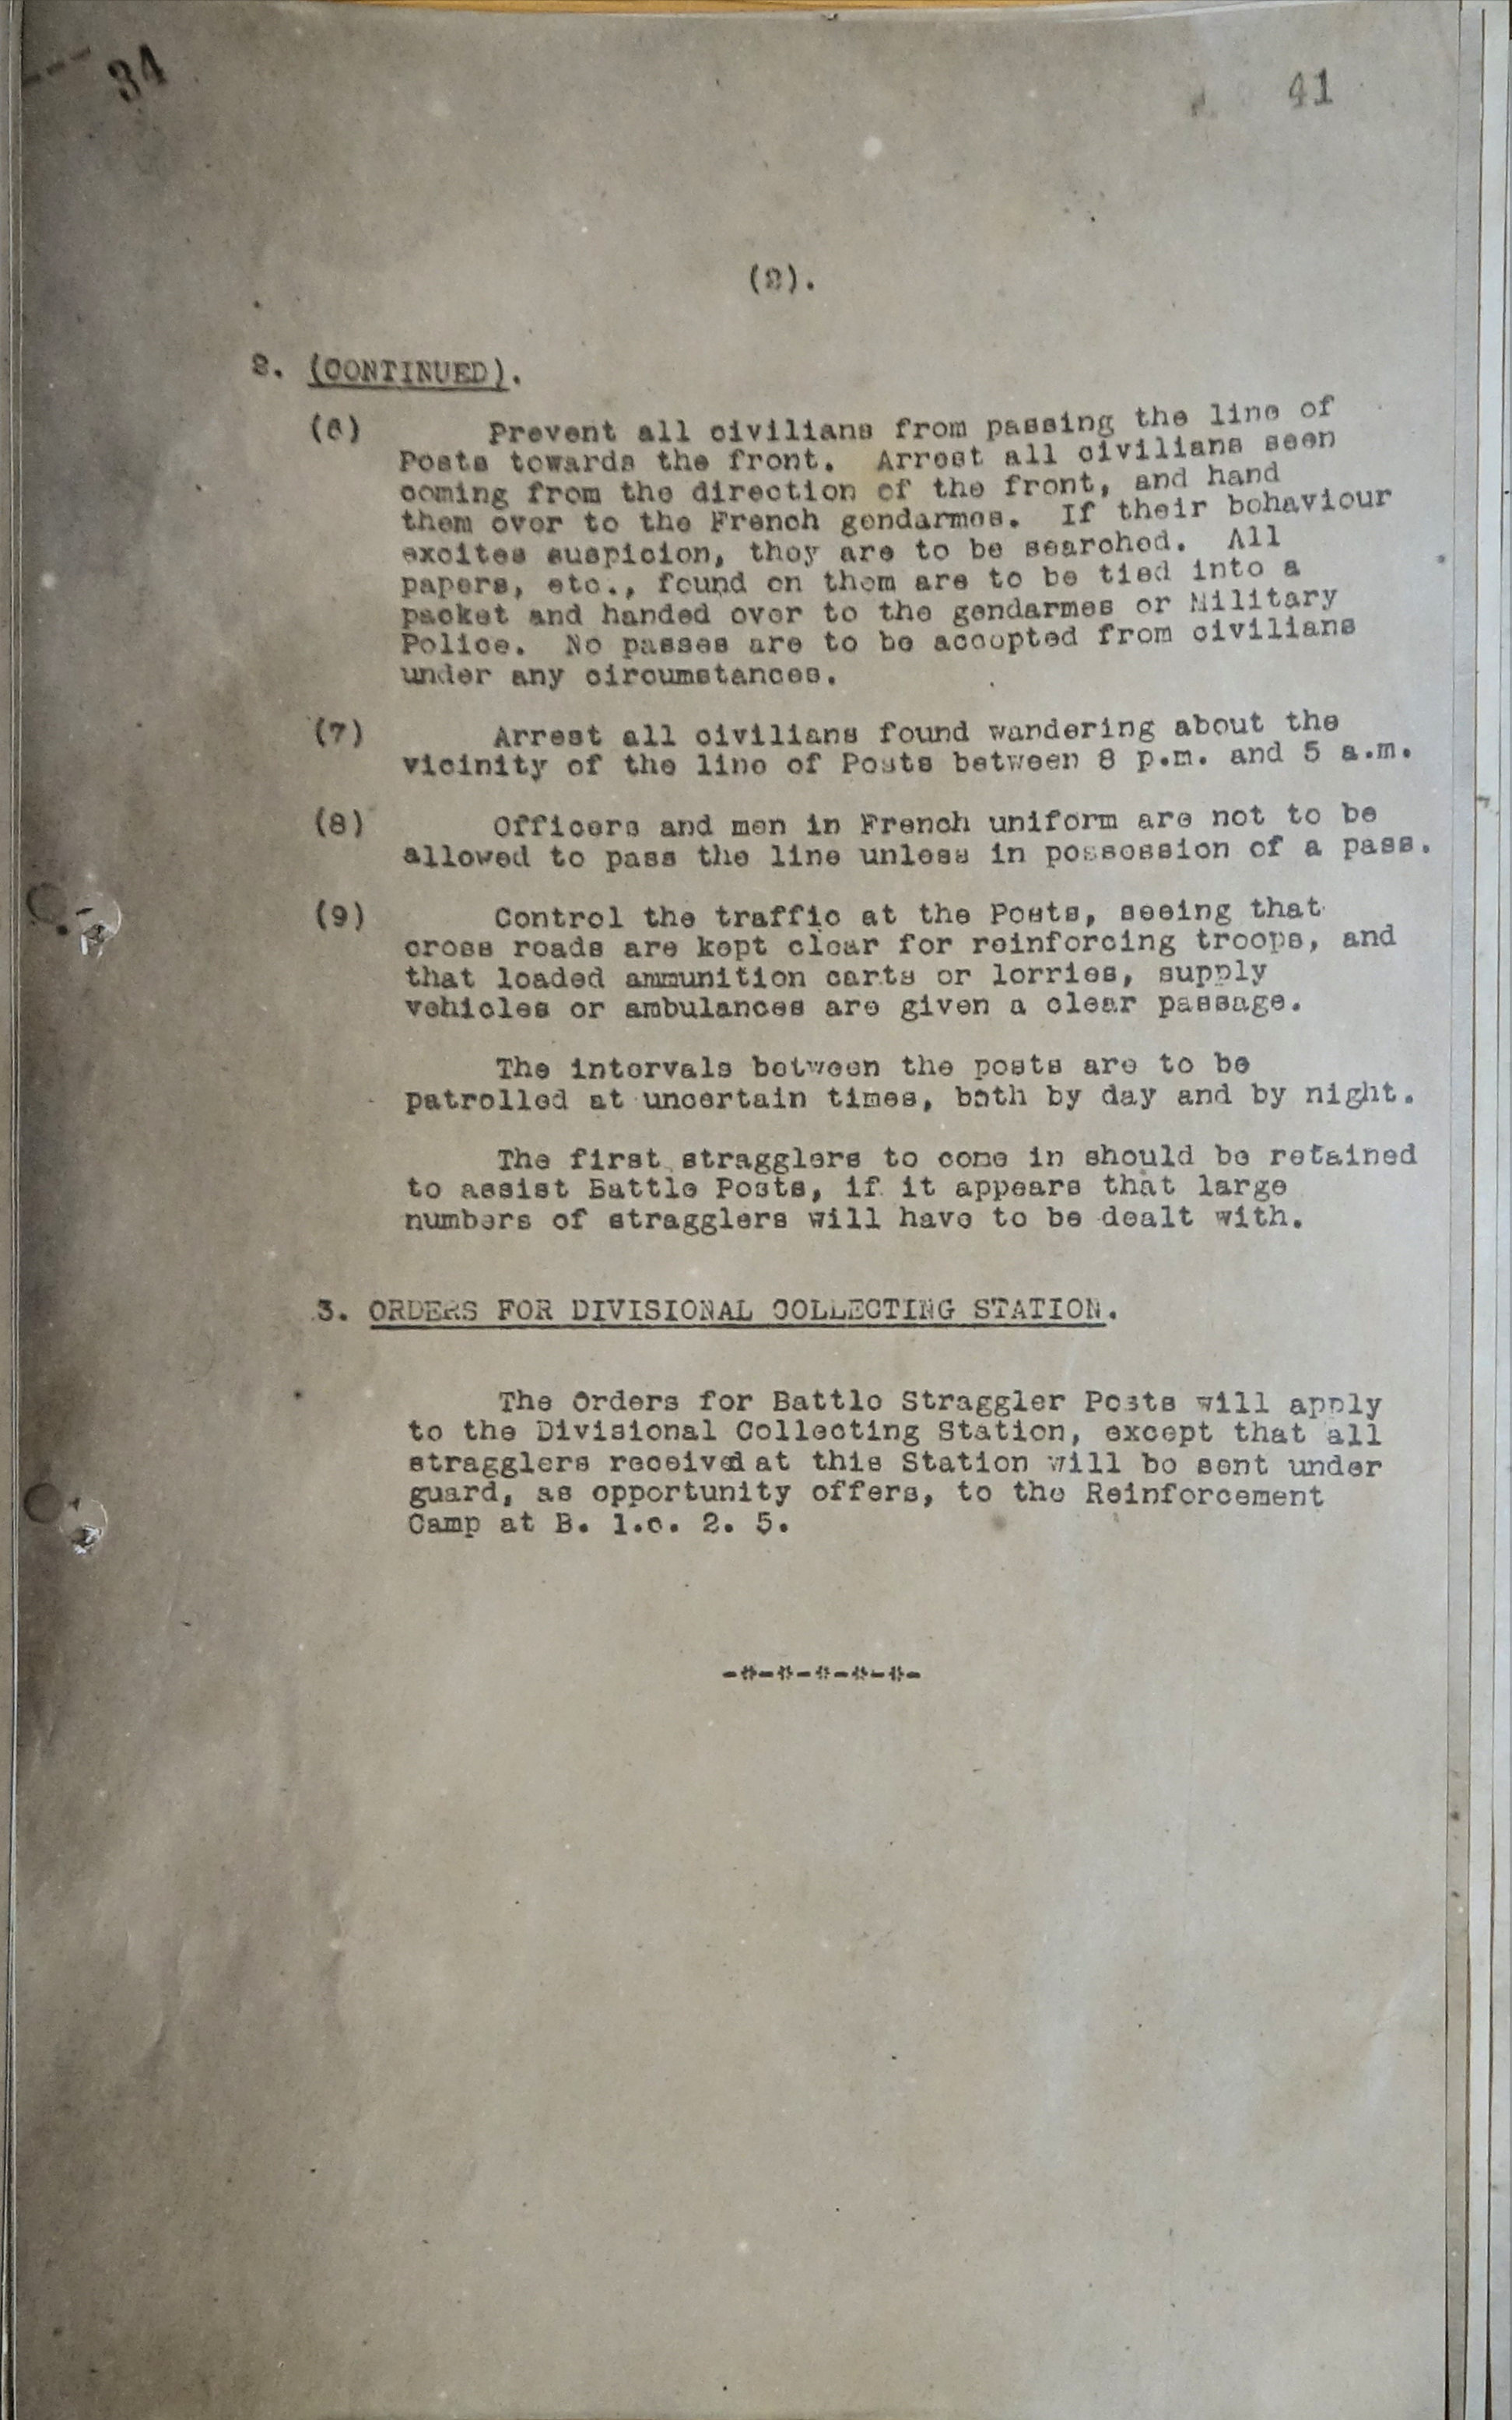 34
41
(2).
2. (CONTINUED).
(6) Prevent all civilians from passing the line of
Posts towards the front. Arrest all civilians seen
coming from the direction of the front, and hand
them over to the French gendarmes. If their behaviour
excites suspicion, they are to be searched. All
papers, etc., found on them are to be tied into a
packet and handed over to the gendarmes or Military
Police. No passes are to be accepted from civilians
under any circumstances.
(7) Arrest all civilians found wandering about the
vicinity of the line of Posts between 8 p.m. and 5 a.m.
(8) Officers and men in French uniform are not to be
allowed to pass the line unless in possession of a pass.
(9) Control the traffic at the Posts, seeing that
cross roads are kept clear for reinforcing troops, and
that loaded ammunition carts or lorries, supply
vehicles or ambulances are given a clear passage.
The intervals between the posts are to be
patrolled at uncertain times, both by day and by night.
The first stragglers to come in should be retained
to assist Battle Posts, if it appears that large
numbers of stragglers will have to be dealt with.
3. ORDERS FOR DIVISIONAL COLLECTING STATION.
The Orders for Battle Straggler Posts will apply
to the Divisional Collecting Station, except that all
stragglers received at this Station will be sent under
guard, as opportunity offers, to the Reinforcement
Camp at B. 1.c. 2. 5.